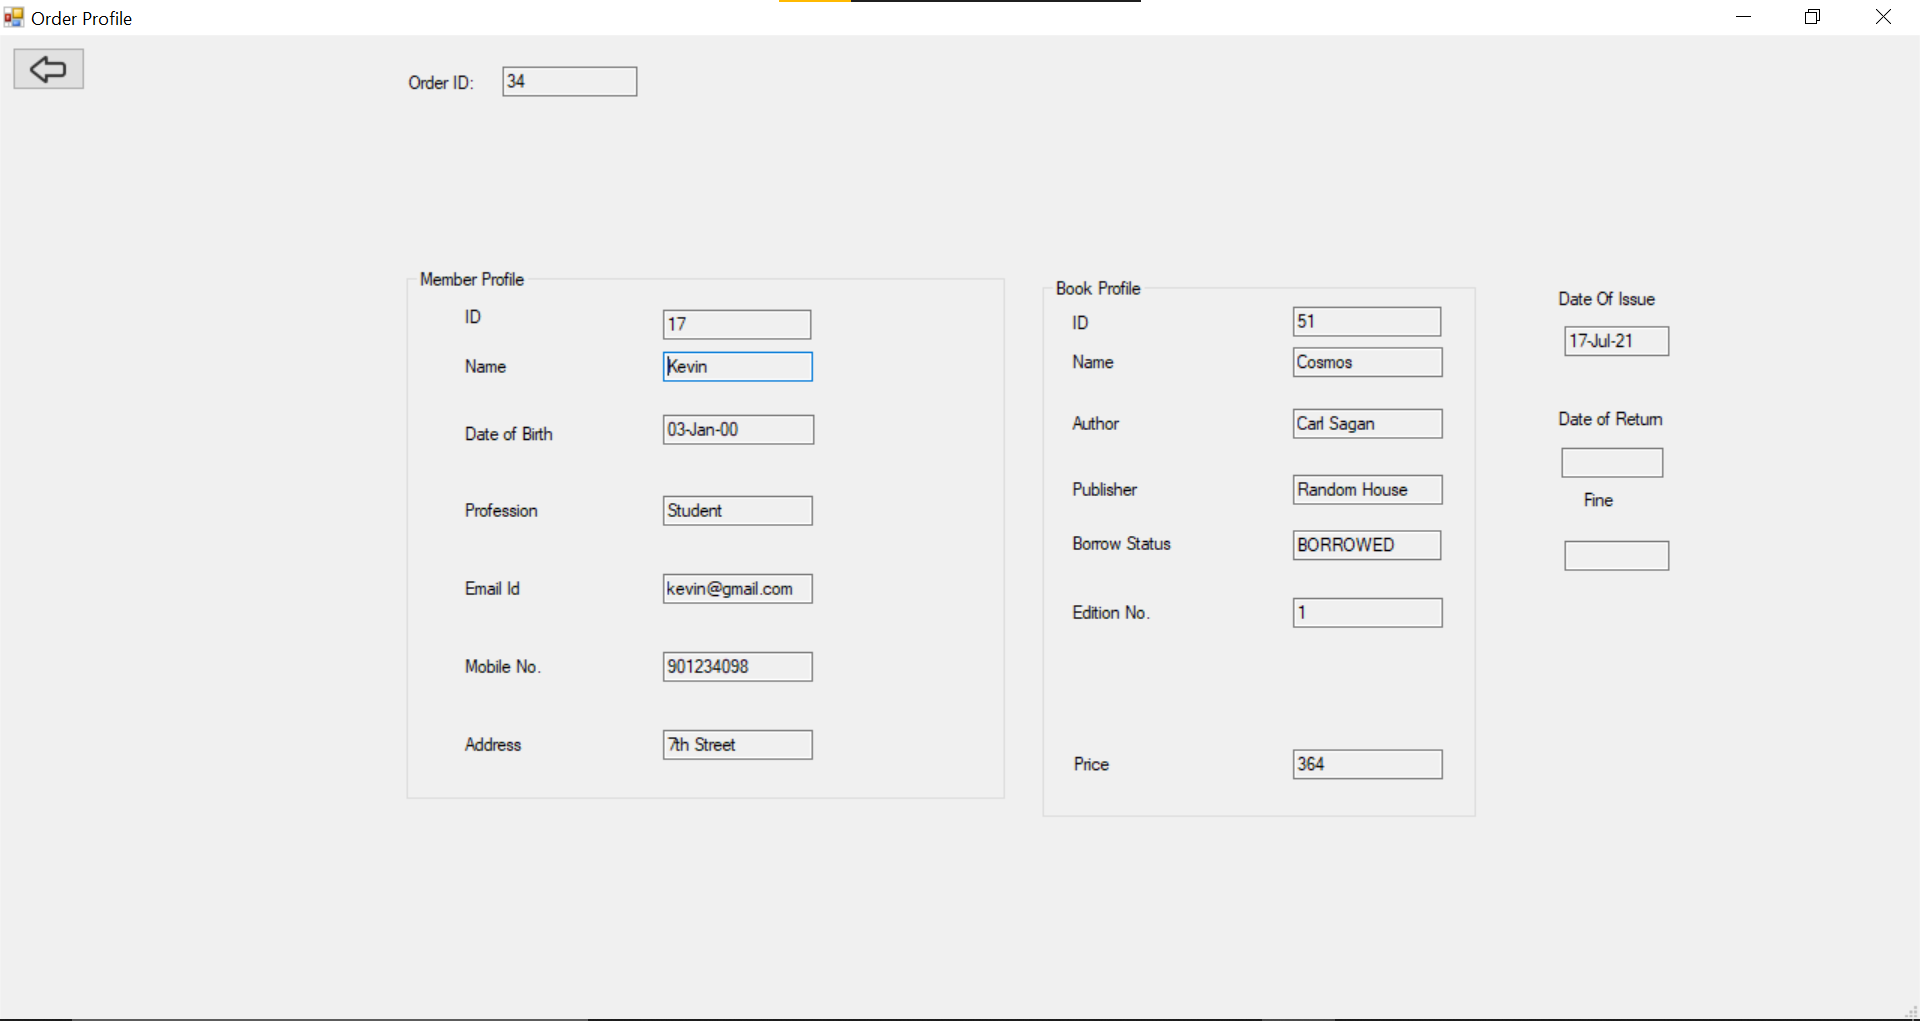 Order Profile
Order ID: 34
Member Profile
ID 17
Name Kevin
Date of Birth 03-Jan-00
Profession Student
Email Id kevin@gmail.com
Mobile No. 901234098
Address 7th Street
Book Profile
ID 51
Name Cosmos
Author Carl Sagan
Publisher Random House
Borrow Status BORROWED
Edition No. 1
Price 364
Date Of Issue
17-Jul-21
Date of Return
Fine